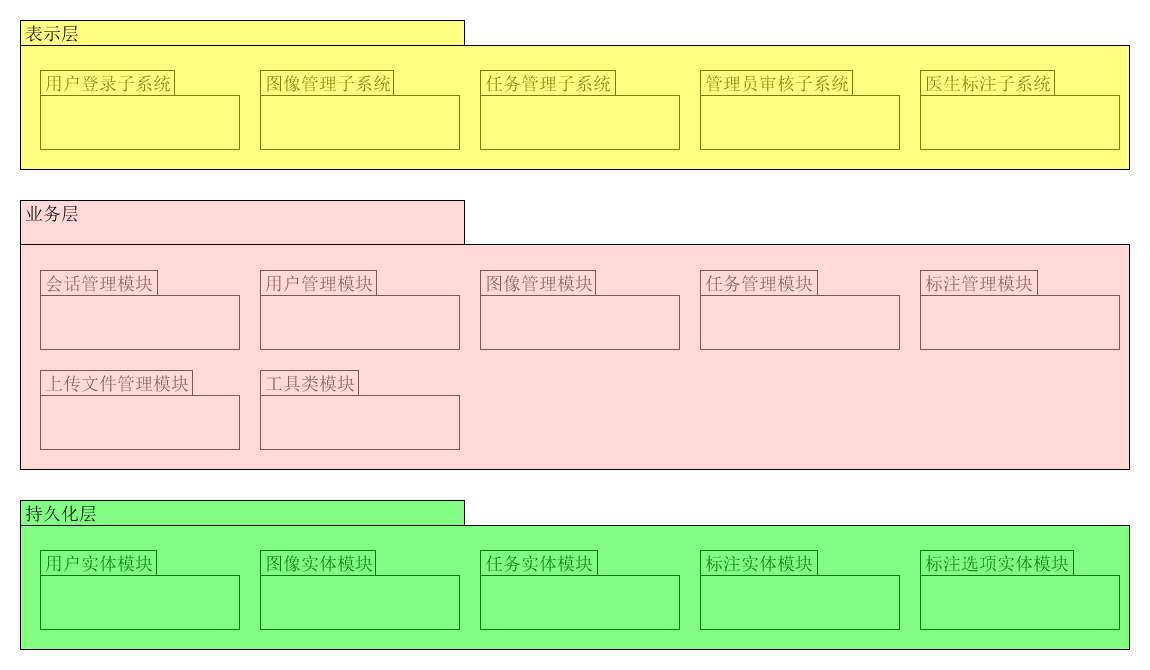 表示层
用户登录子系统
图像管理子系统
任务管理子系统
管理员审核子系统
医生标注子系统
业务层
会话管理模块
用户管理模块
图像管理模块
任务管理模块
标注管理模块
上传文件管理模块
工具类模块
持久化层
用户实体模块
图像实体模块
任务实体模块
标注实体模块
标注选项实体模块